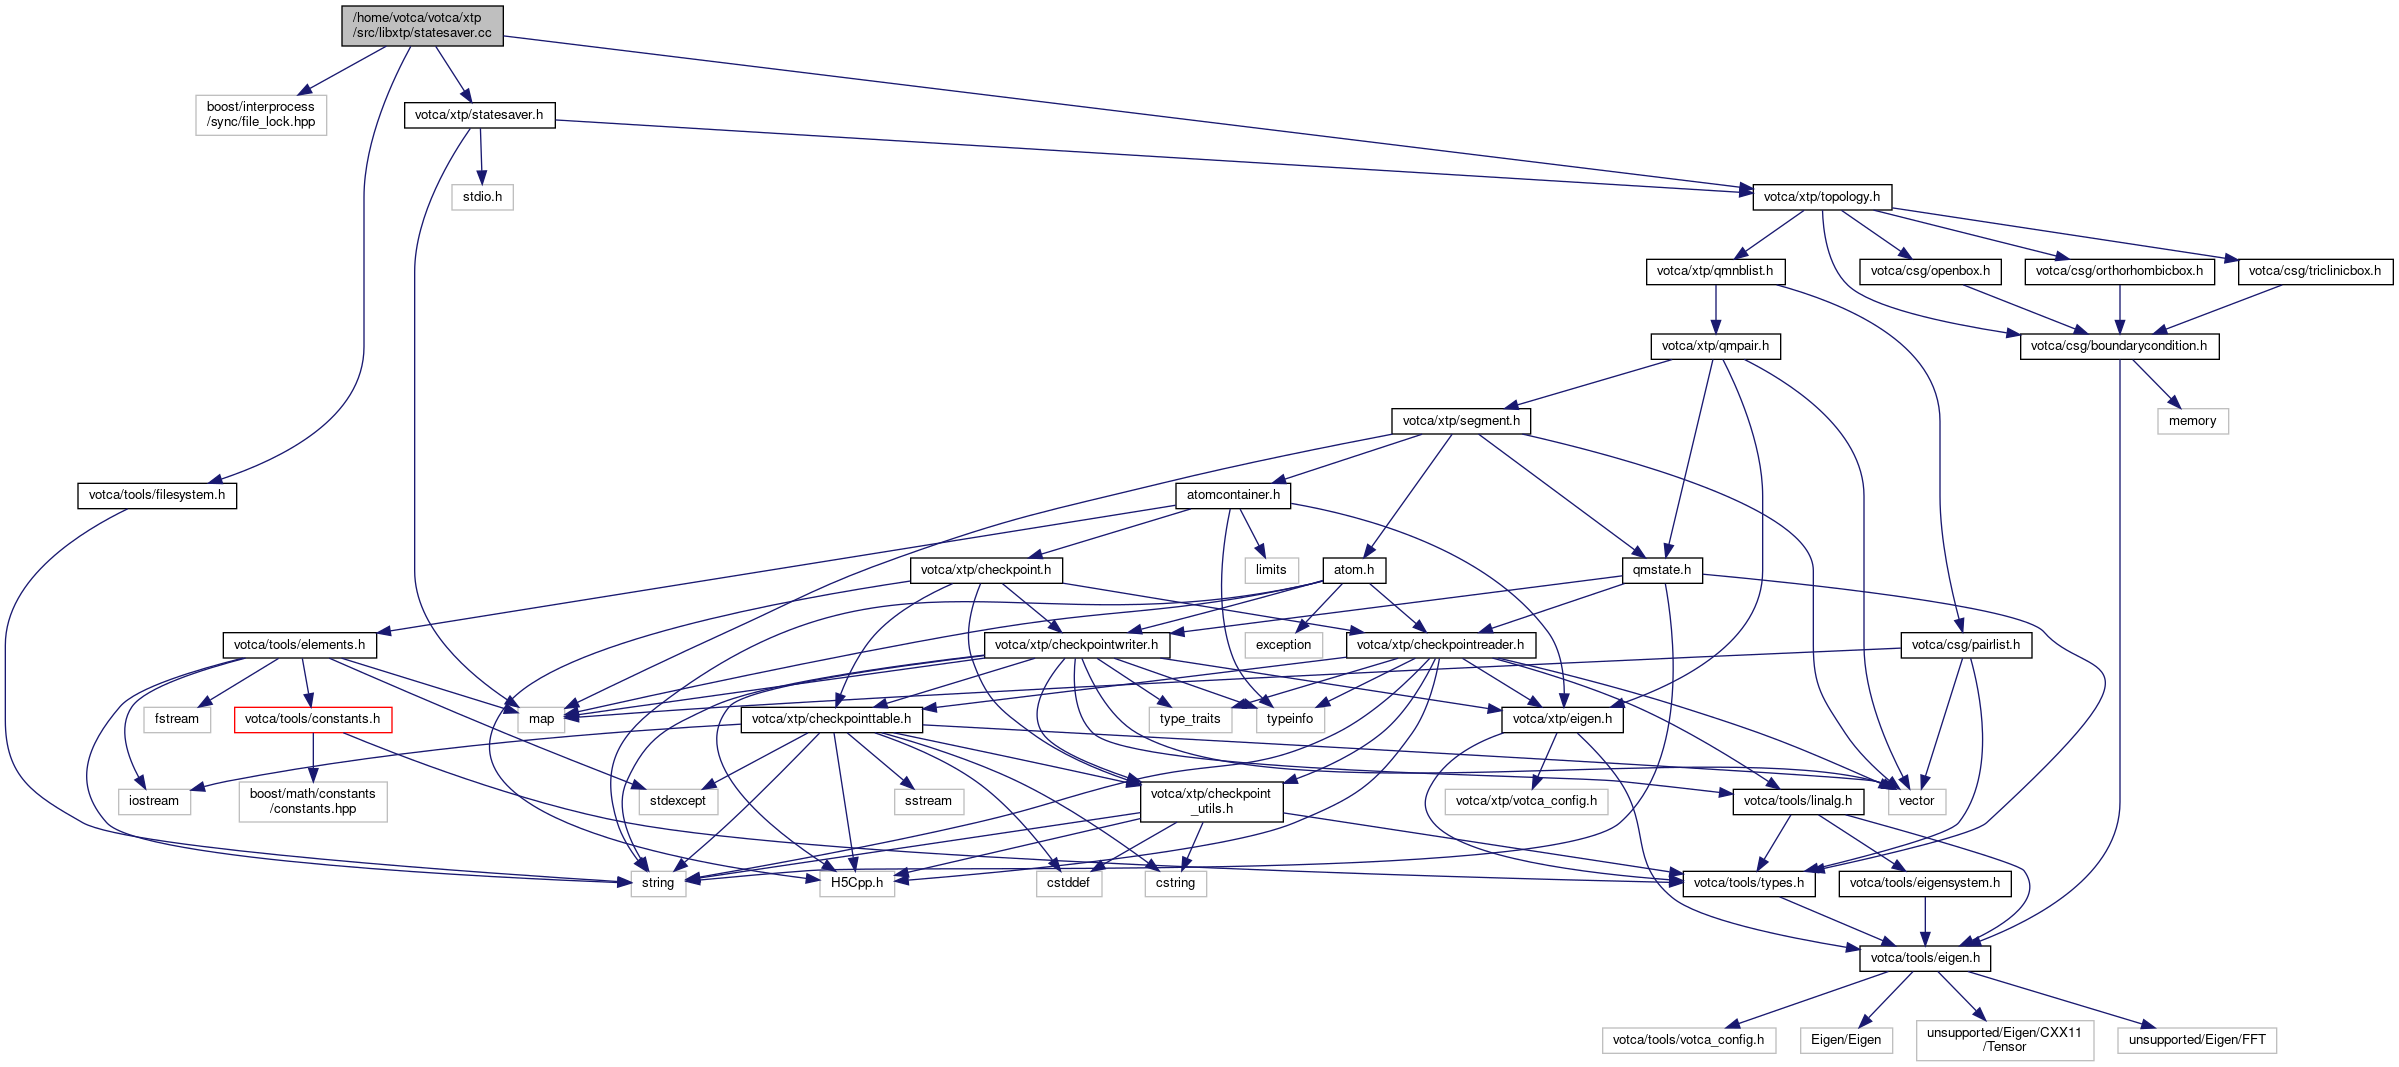 /home/votca/votca/xtp
/src/libxtp/statesaver.cc
boost/interprocess
/sync/file_lock.hpp
votca/xtp/statesaver.h
stdio.h
votca/xtp/topology.h
votca/xtp/qmnblist.h
votca/csg/openbox.h
votca/csg/orthorhombicbox.h
votca/csg/triclinicbox.h
votca/xtp/qmpair.h
votca/csg/boundarycondition.h
votca/xtp/segment.h
memory
votca/tools/filesystem.h
atomcontainer.h
votca/xtp/checkpoint.h
limits
atom.h
qmstate.h
votca/tools/elements.h
votca/xtp/checkpointwriter.h
exception
votca/xtp/checkpointreader.h
votca/csg/pairlist.h
fstream
votca/tools/constants.h
map
votca/xtp/checkpointtable.h
type_traits
typeinfo
votca/xtp/eigen.h
iostream
boost/math/constants
/constants.hpp
stdexcept
sstream
votca/xtp/checkpoint
_utils.h
votca/xtp/votca_config.h
votca/tools/linalg.h
vector
string
H5Cpp.h
cstddef
cstring
votca/tools/types.h
votca/tools/eigensystem.h
votca/tools/eigen.h
votca/tools/votca_config.h
Eigen/Eigen
unsupported/Eigen/CXX11
/Tensor
unsupported/Eigen/FFT